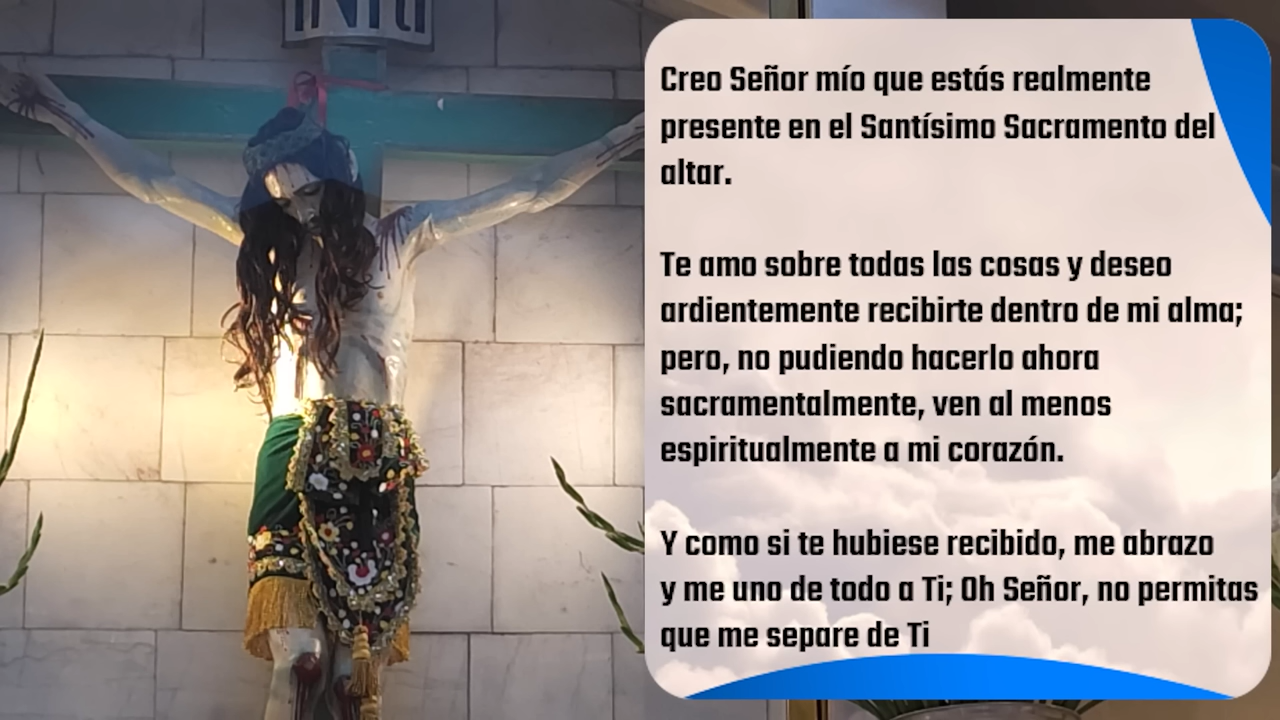 INRI
Creo Señor mío que estás realmente
presente en el Santísimo Sacramento del
altar.
Te amo sobre todas las cosas y deseo
ardientemente recibirte dentro de mi alma;
pero, no pudiendo hacerlo ahora
sacramentalmente, ven al menos
espiritualmente a mi corazón.
Y como si te hubiese recibido, me abrazo
y me uno de todo a Ti; Oh Señor, no permitas
que me separe de Ti